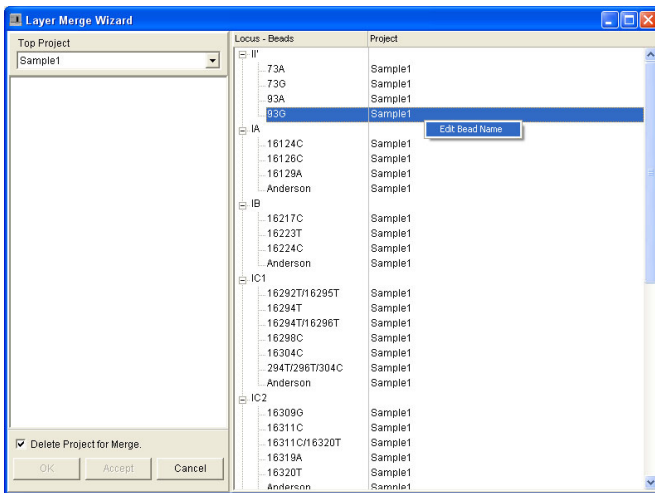 Layer Merge Wizard
Top Project
Sample1
Delete Project for Merge.
OK Accept Cancel
Locus - Beads Project
II'
73A Sample1
73G Sample1
93A Sample1
93G Sample1
Edit Bead Name
IA
16124C Sample1
16126C Sample1
16129A Sample1
Anderson Sample1
IB
16217C Sample1
16223T Sample1
16224C Sample1
Anderson Sample1
IC1
16292T/16295T Sample1
16294T Sample1
16294T/16296T Sample1
16298C Sample1
16304C Sample1
294T/296T/304C Sample1
Anderson Sample1
IC2
16309G Sample1
16311C Sample1
16311C/16320T Sample1
16319A Sample1
16320T Sample1
Anderson Sample1